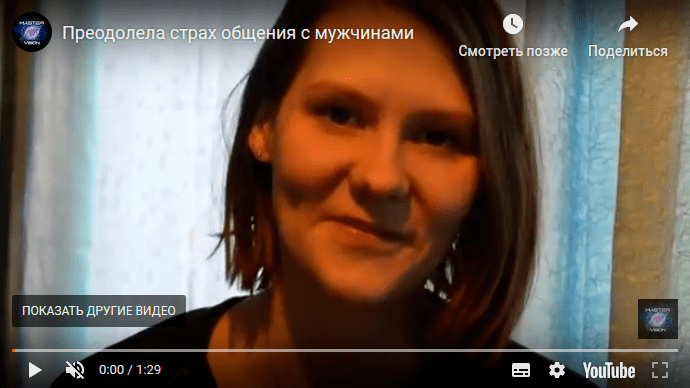 MASTER
VISION
Преодолела страх общения с мужчинами
Смотреть позже
Поделиться
ПОКАЗАТЬ ДРУГИЕ ВИДЕО
MASTER
VISION
0:00 / 1:29
YouTube